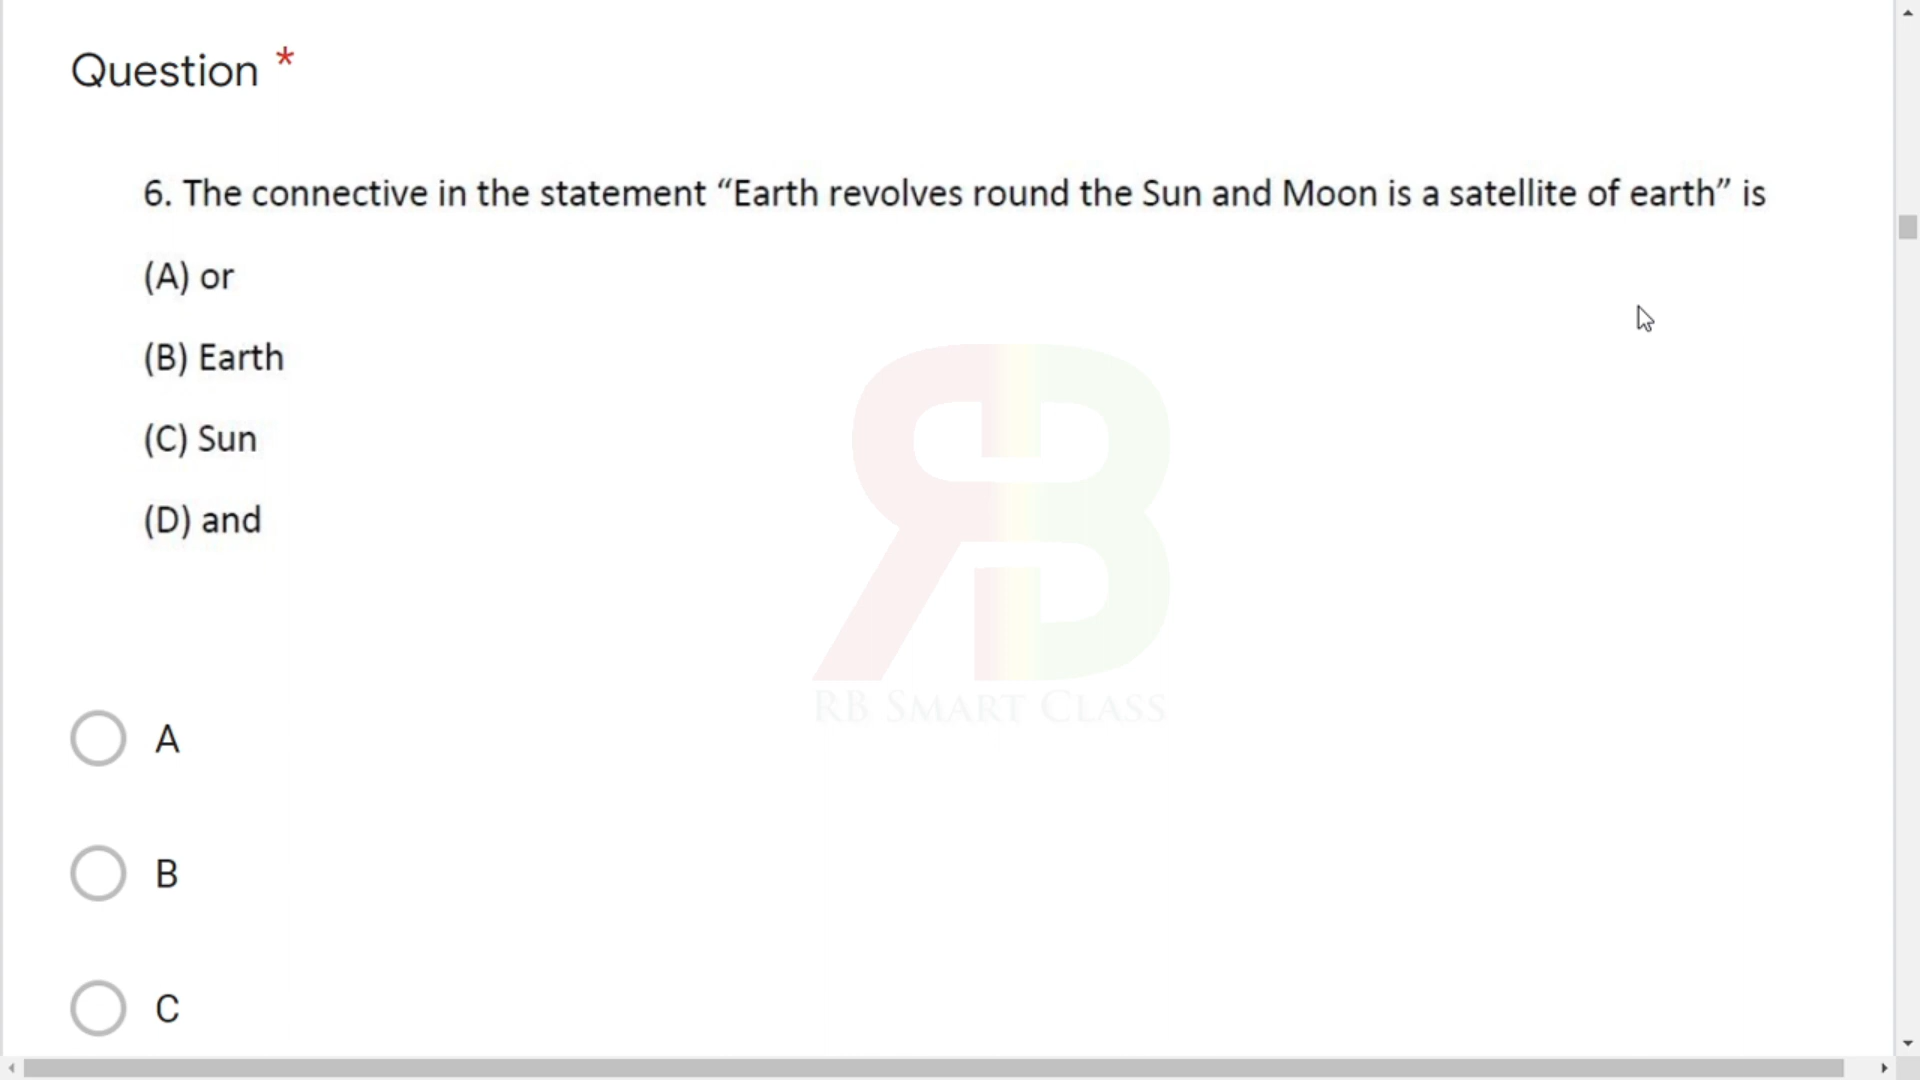 Question *
6. The connective in the statement “Earth revolves round the Sun and Moon is a satellite of earth” is
(A) or
(B) Earth
(C) Sun
(D) and
RB SMART CLASS
A
B
C